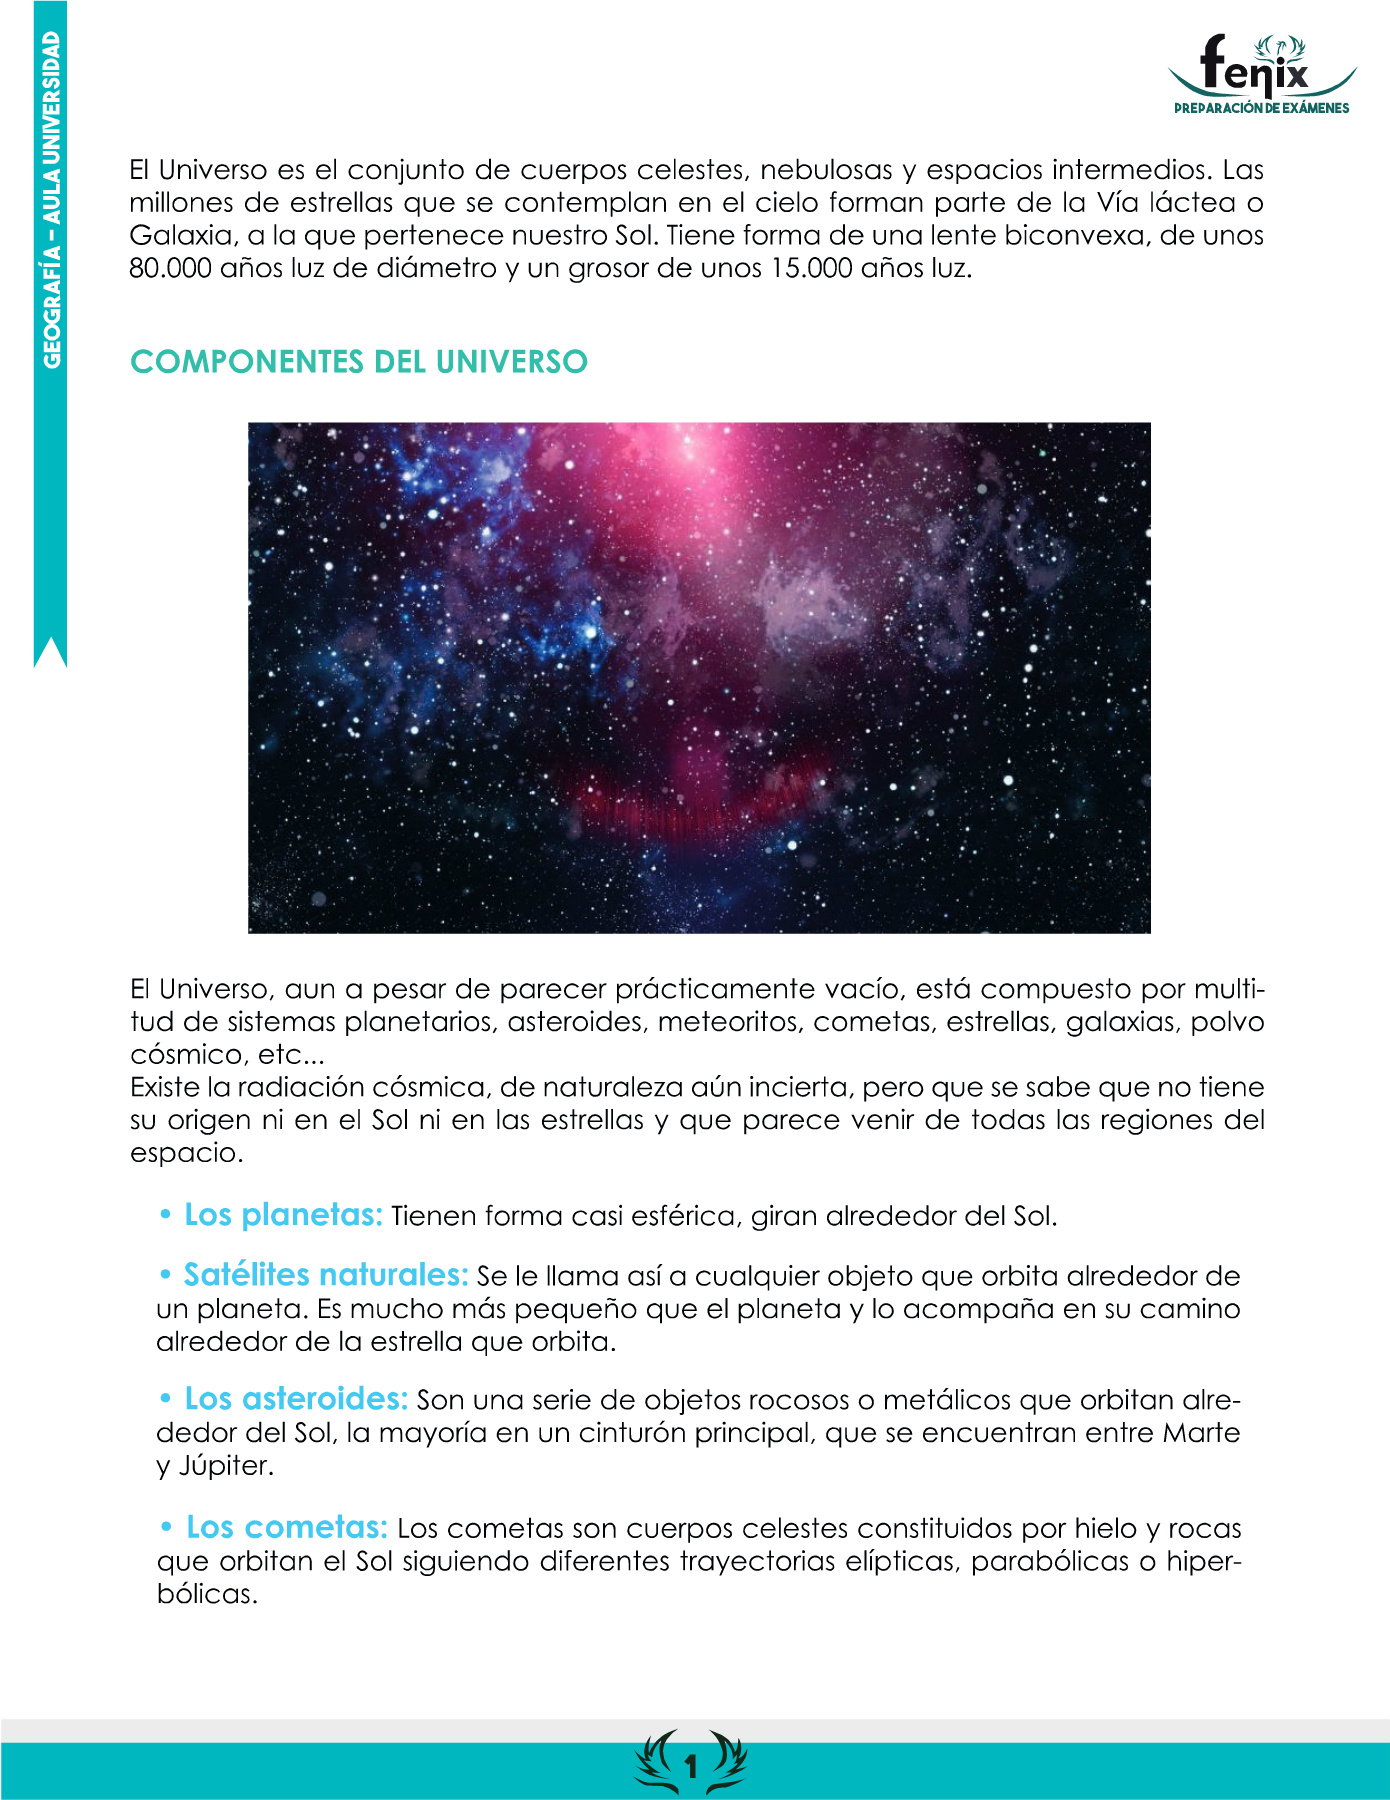 GEOGRAFÍA - AULA UNIVERSIDAD
fenix
PREPARACIÓN DE EXÁMENES
El Universo es el conjunto de cuerpos celestes, nebulosas y espacios intermedios. Las
millones de estrellas que se contemplan en el cielo forman parte de la Vía láctea o
Galaxia, a la que pertenece nuestro Sol. Tiene forma de una lente biconvexa, de unos
80.000 años luz de diámetro y un grosor de unos 15.000 años luz.
COMPONENTES DEL UNIVERSO
El Universo, aun a pesar de parecer prácticamente vacío, está compuesto por multi-
tud de sistemas planetarios, asteroides, meteoritos, cometas, estrellas, galaxias, polvo
cósmico, etc...
Existe la radiación cósmica, de naturaleza aún incierta, pero que se sabe que no tiene
su origen ni en el Sol ni en las estrellas y que parece venir de todas las regiones del
espacio.
• Los planetas: Tienen forma casi esférica, giran alrededor del Sol.
• Satélites naturales: Se le llama así a cualquier objeto que orbita alrededor de
un planeta. Es mucho más pequeño que el planeta y lo acompaña en su camino
alrededor de la estrella que orbita.
• Los asteroides: Son una serie de objetos rocosos o metálicos que orbitan alre-
dedor del Sol, la mayoría en un cinturón principal, que se encuentran entre Marte
y Júpiter.
• Los cometas: Los cometas son cuerpos celestes constituidos por hielo y rocas
que orbitan el Sol siguiendo diferentes trayectorias elípticas, parabólicas o hiper-
bólicas.
1